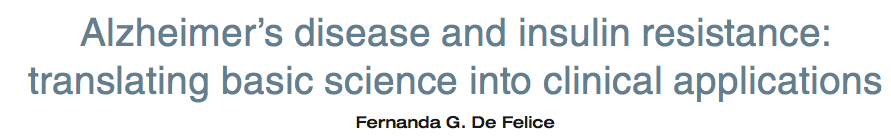 Alzheimer’s disease and insulin resistance:
translating basic science into clinical applications
Fernanda G. De Felice